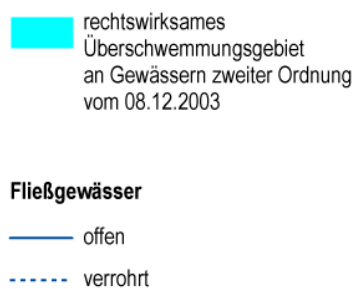 rechtswirksames
Überschwemmungsgebiet
an Gewässern zweiter Ordnung
vom 08.12.2003
Fließgewässer
offen
verrohrt